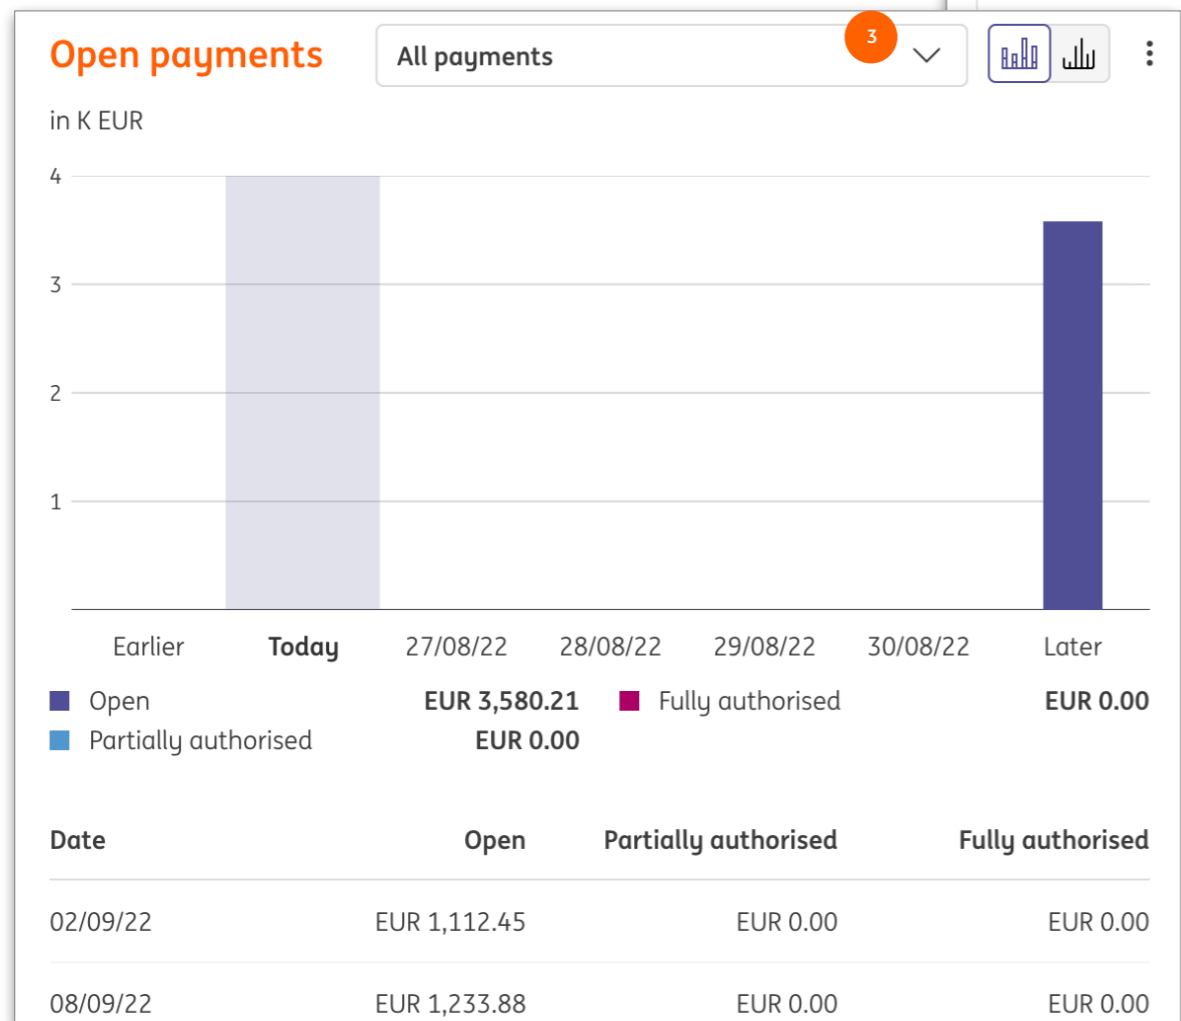 Open payments
All payments
3
in K EUR
4
3
2
1
Earlier Today 27/08/22 28/08/22 29/08/22 30/08/22 Later
Open EUR 3,580.21 Fully authorised EUR 0.00
Partially authorised EUR 0.00
Date Open Partially authorised Fully authorised
02/09/22 EUR 1,112.45 EUR 0.00 EUR 0.00
08/09/22 EUR 1,233.88 EUR 0.00 EUR 0.00